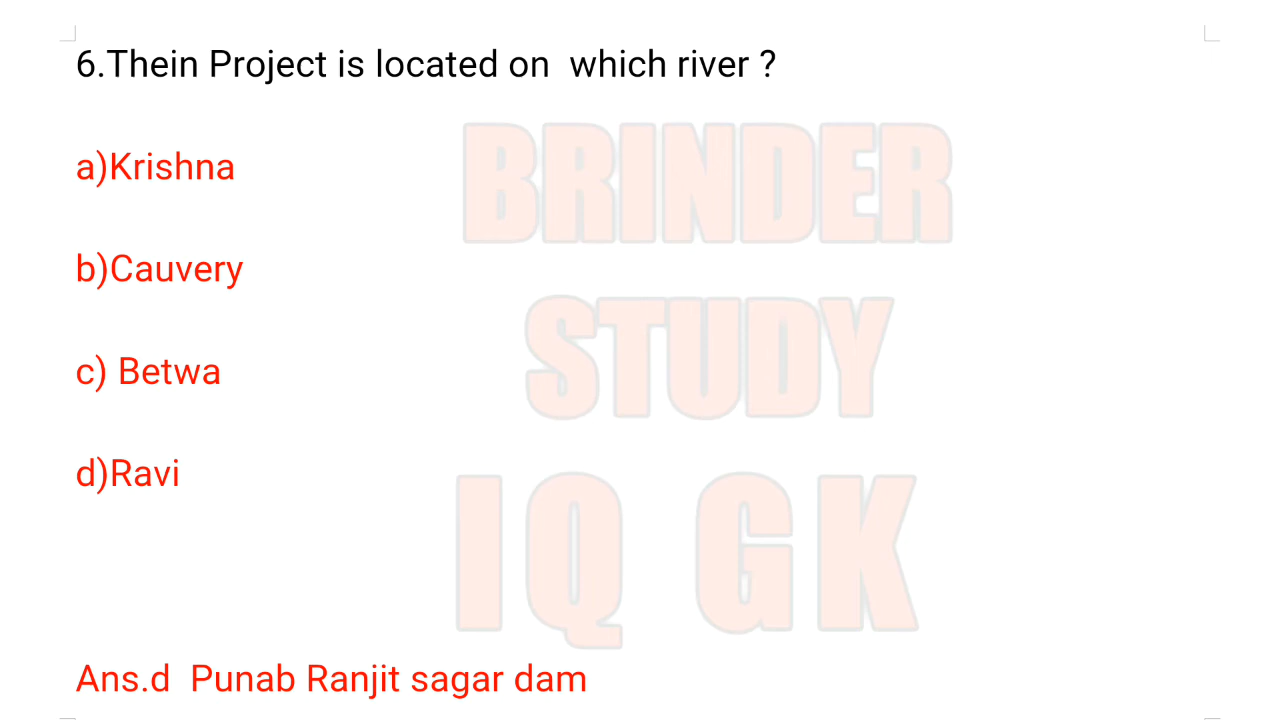 6.Thein Project is located on  which river ?
a)Krishna
b)Cauvery
c) Betwa
d)Ravi
Ans.d  Punab Ranjit sagar dam
BRINDER
STUDY
IQ GK